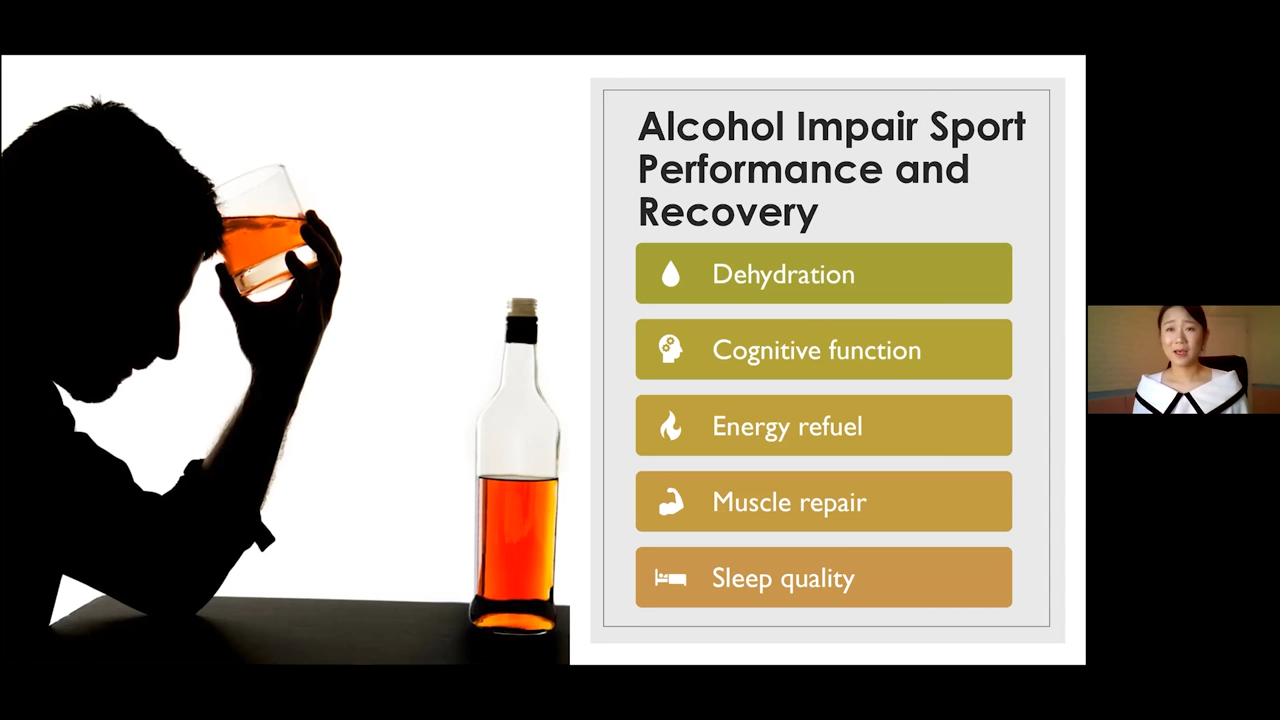 Alcohol Impair Sport
Performance and
Recovery
Dehydration
Cognitive function
Energy refuel
Muscle repair
Sleep quality